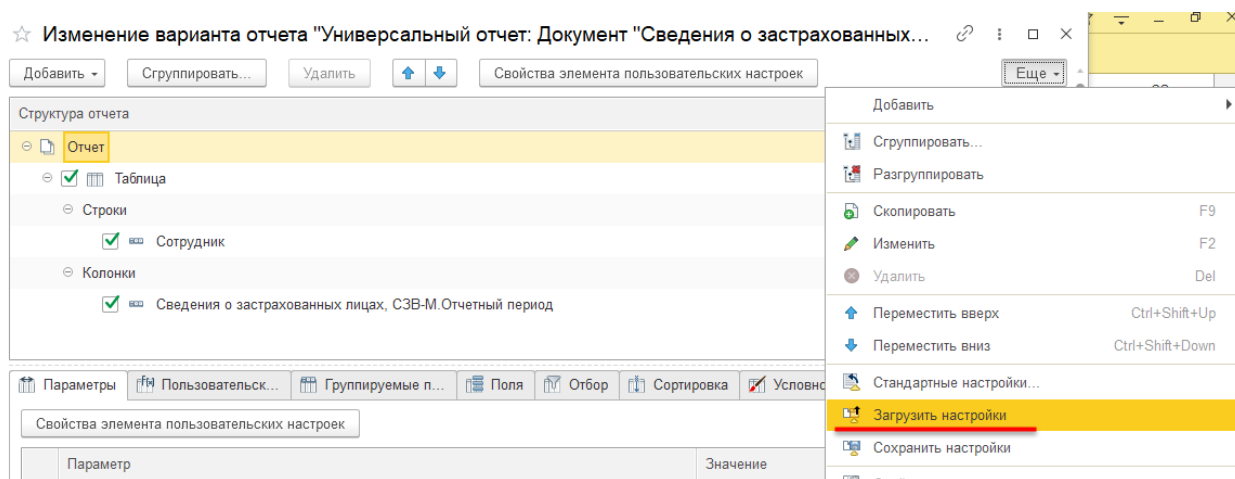 Изменение варианта отчета "Универсальный отчет: Документ "Сведения о застрахованных...
Добавить
Сгруппировать...
Удалить
Свойства элемента пользовательских настроек
Еще
Структура отчета
Отчет
Таблица
Строки
Сотрудник
Колонки
Сведения о застрахованных лицах, СЗВ-М.Отчетный период
Параметры
Пользовательск...
Группируемые п...
Поля
Отбор
Сортировка
Условно
Свойства элемента пользовательских настроек
Параметр
Значение
Добавить
Сгруппировать...
Разгруппировать
Скопировать F9
Изменить F2
Удалить Del
Переместить вверх Ctrl+Shift+Up
Переместить вниз Ctrl+Shift+Down
Стандартные настройки...
Загрузить настройки
Сохранить настройки